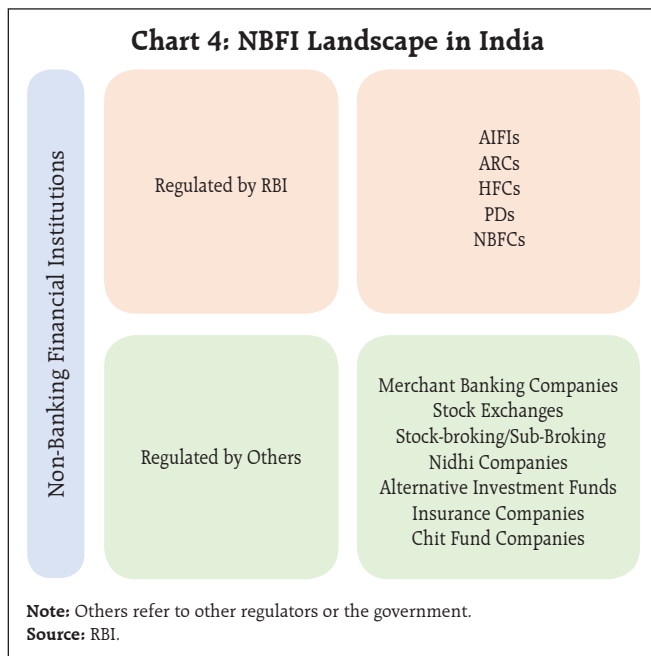 Chart 4: NBFI Landscape in India
Non-Banking Financial Institutions
Regulated by RBI
AIFIs
ARCs
HFCs
PDs
NBFCs
Regulated by Others
Merchant Banking Companies
Stock Exchanges
Stock-broking/Sub-Broking
Nidhi Companies
Alternative Investment Funds
Insurance Companies
Chit Fund Companies
Note: Others refer to other regulators or the government.
Source: RBI.